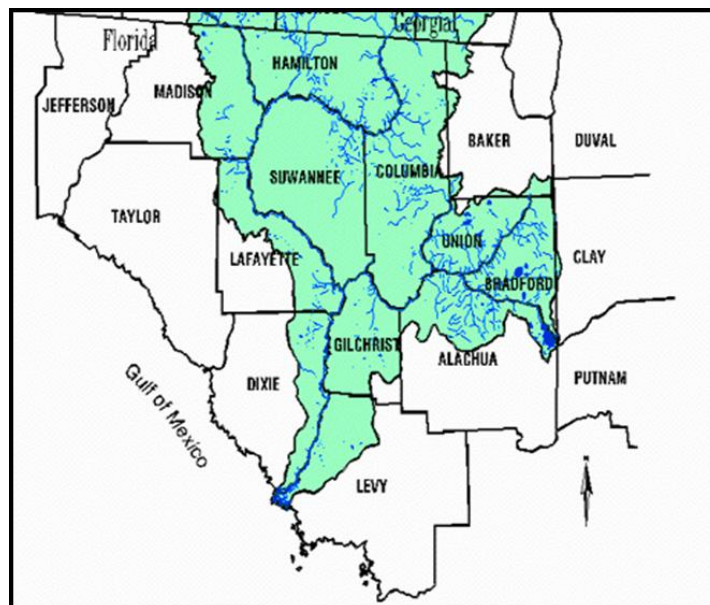 Georgia
Florida
HAMILTON
MADISON
JEFFERSON
BAKER
DUVAL
COLUMBIA
SUWANNEE
TAYLOR
UNION
LAFAYETTE
CLAY
BRADFORD
GILCHRIST
ALACHUA
DIXIE
PUTNAM
Gulf of Mexico
LEVY